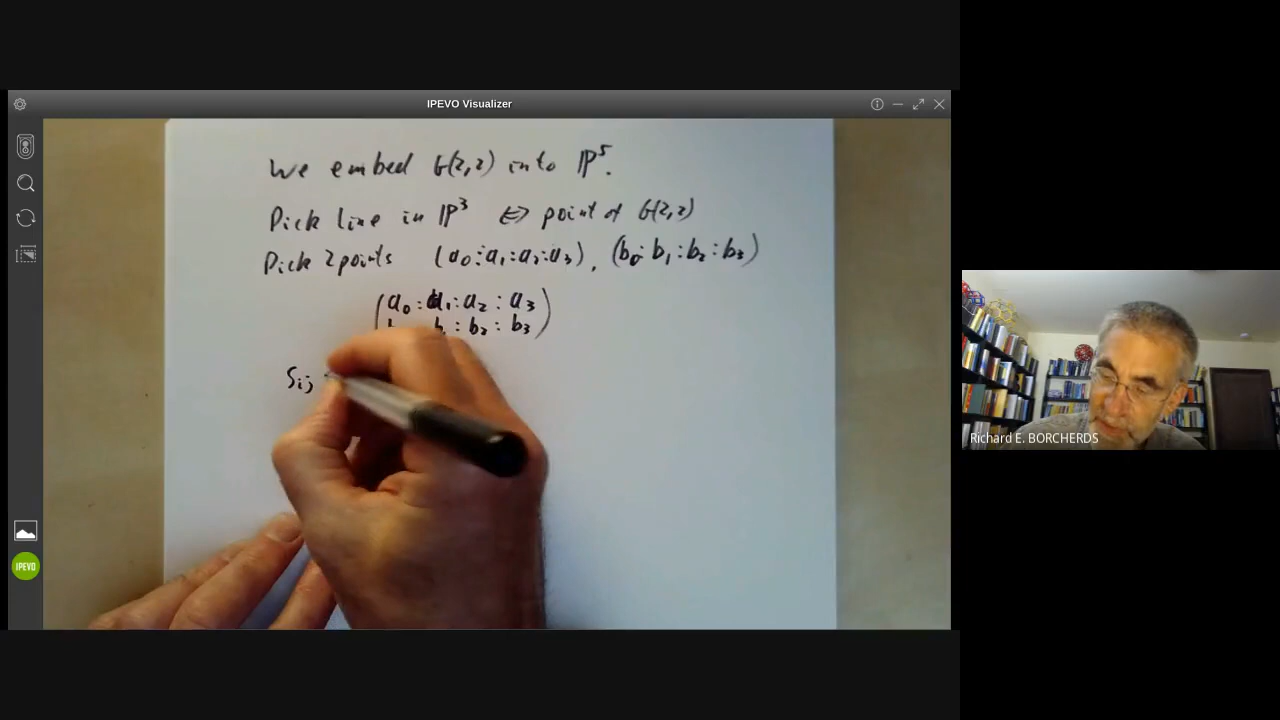 IPEVO Visualizer
We embed G(2,2) into ℙ⁵.
Pick line in ℙ³ ⇔ point of G(2,2)
Pick 2 points (a₀:a₁:a₂:a₃), (b₀:b₁:b₂:b₃)
(a₀:a₁:a₂:a₃
b₁:b₂:b₃)
Sᵢⱼ
Richard E. BORCHERDS
IPEVO